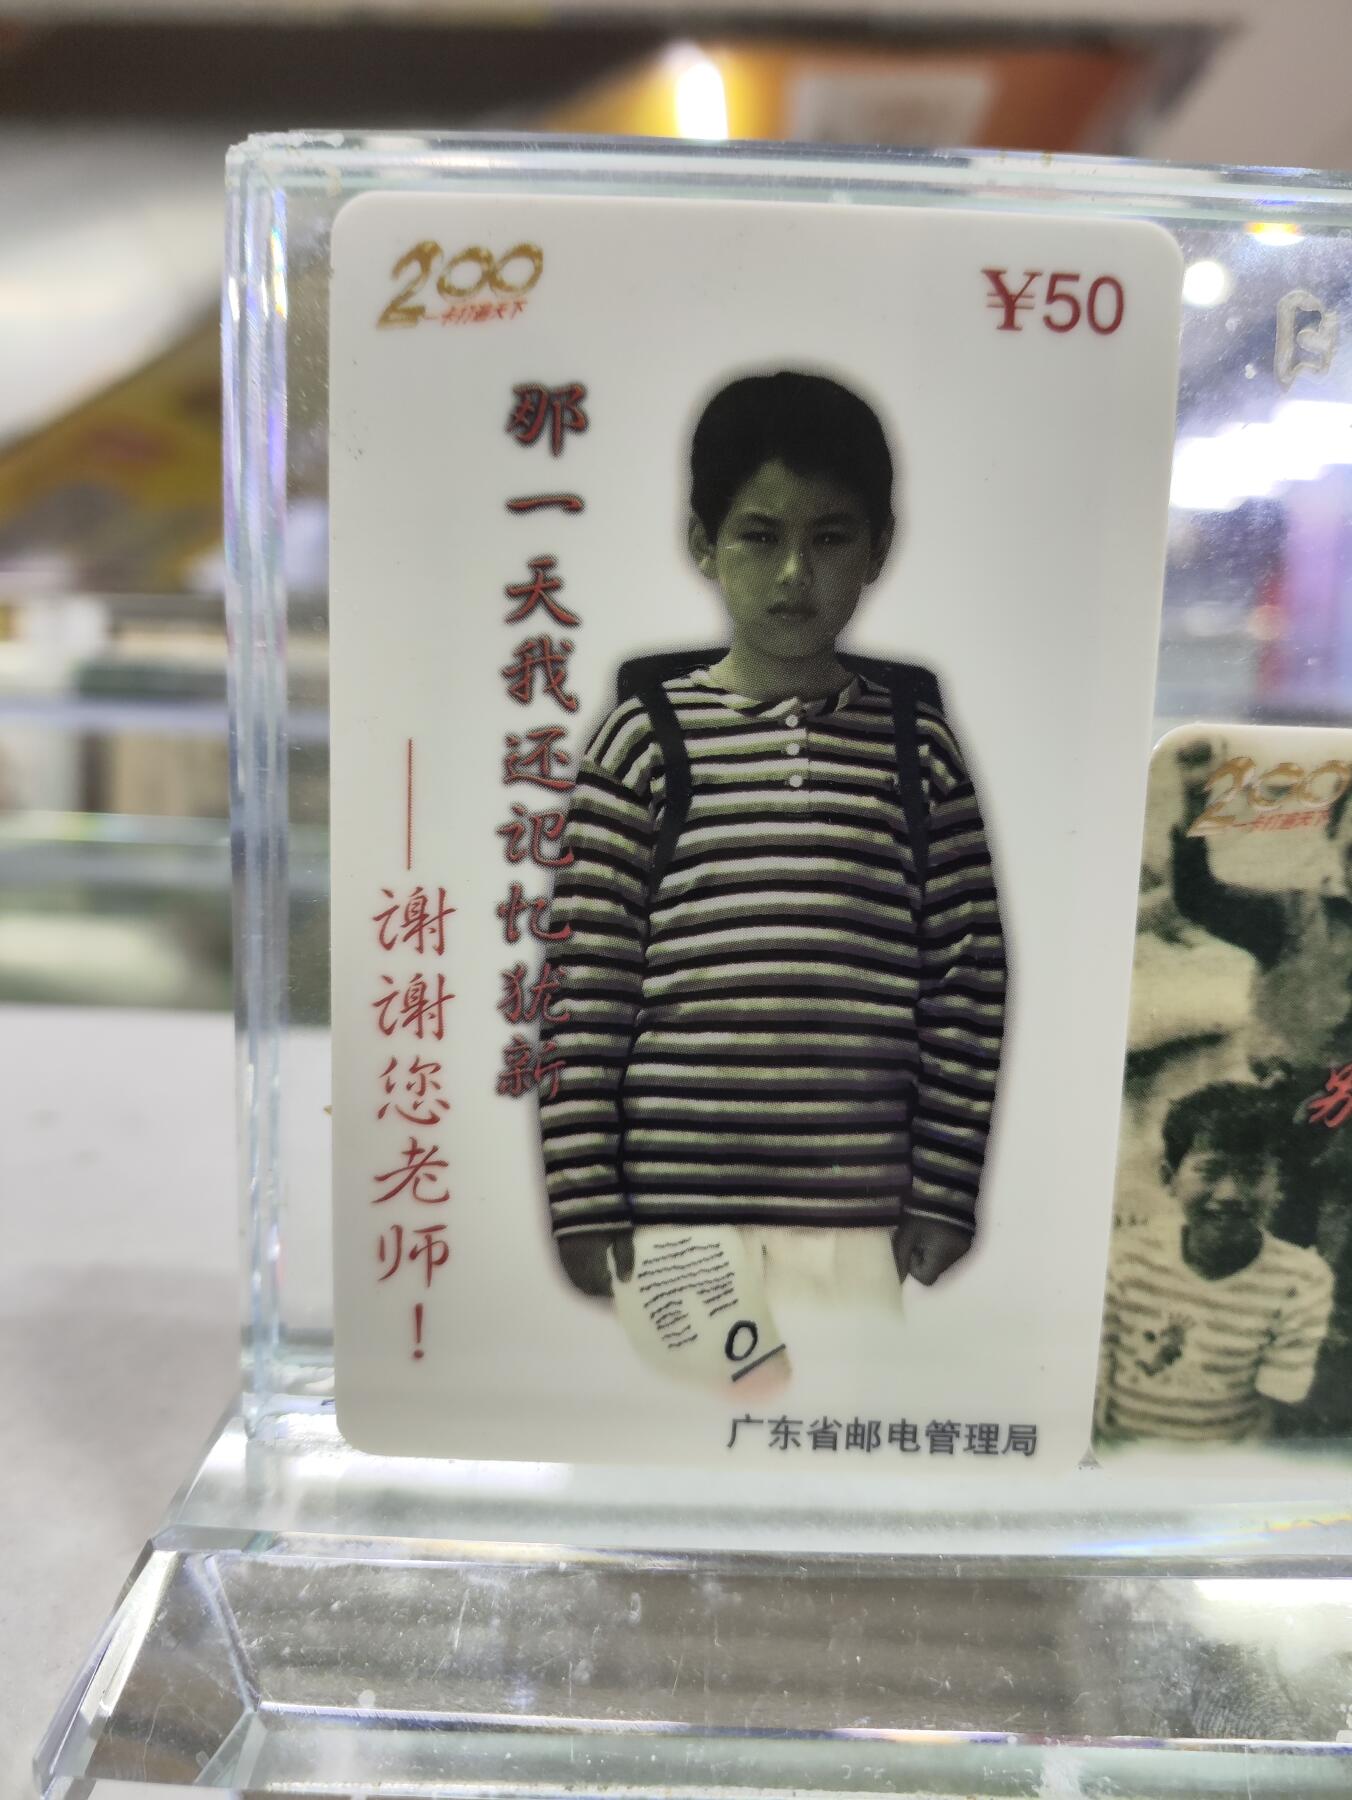 200
一卡打遍天下
¥50
那一天我还记忆犹新
——谢谢您老师！
0
广东省邮电管理局
200
一卡打遍天下